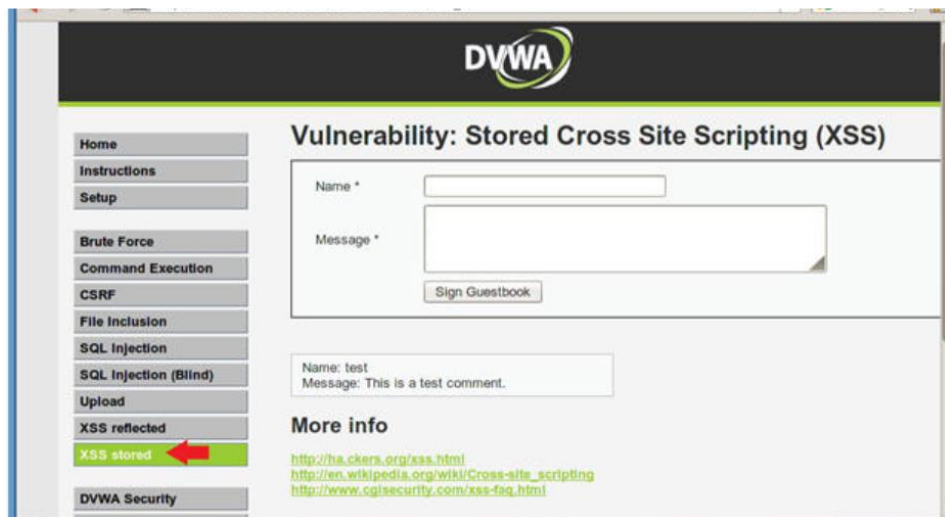 DVWA
Home
Instructions
Setup
Brute Force
Command Execution
CSRF
File Inclusion
SQL Injection
SQL Injection (Blind)
Upload
XSS reflected
XSS stored
DVWA Security
Vulnerability: Stored Cross Site Scripting (XSS)
Name *
Message *
Sign Guestbook
Name: test
Message: This is a test comment.
More info
http://ha.ckers.org/xss.html
http://en.wikipedia.org/wiki/Cross-site_scripting
http://www.cgisecurity.com/xss-faq.html